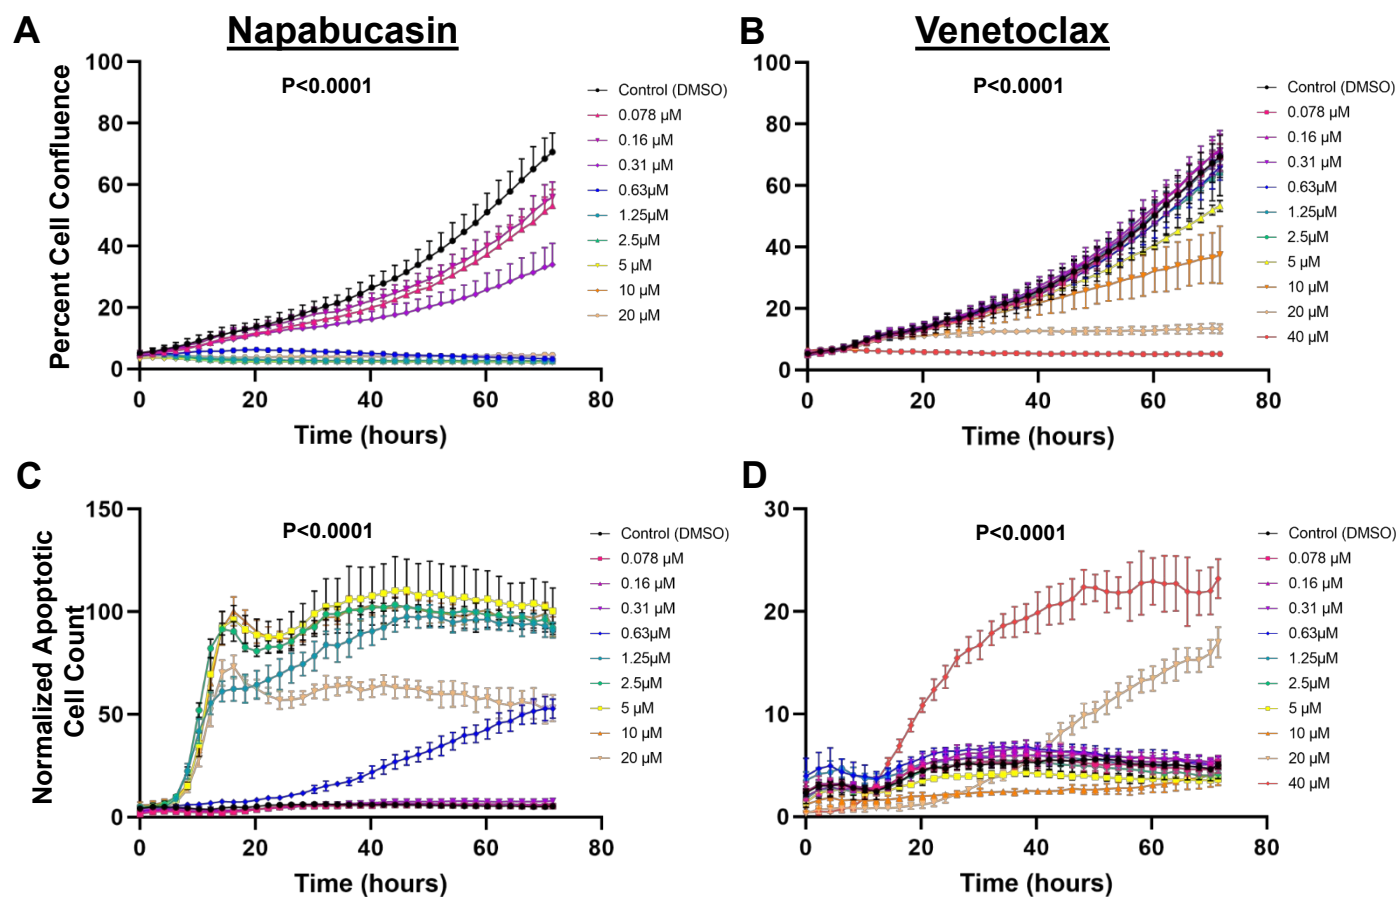 A
Napabucasin
B
Venetoclax
Percent Cell Confluence
100
80
60
40
20
0
P<0.0001
Control (DMSO)
0.078 µM
0.16 µM
0.31 µM
0.63µM
1.25µM
2.5µM
5 µM
10 µM
20 µM
0
20
40
60
80
Time (hours)
100
80
60
40
20
0
P<0.0001
Control (DMSO)
0.078 µM
0.16 µM
0.31 µM
0.63µM
1.25µM
2.5µM
5 µM
10 µM
20 µM
40 µM
0
20
40
60
80
Time (hours)
C
Normalized Apoptotic
Cell Count
150
100
50
0
P<0.0001
Control (DMSO)
0.078 µM
0.16 µM
0.31 µM
0.63µM
1.25µM
2.5µM
5 µM
10 µM
20 µM
0
20
40
60
80
Time (hours)
D
30
20
10
0
P<0.0001
Control (DMSO)
0.078 µM
0.16 µM
0.31 µM
0.63µM
1.25µM
2.5µM
5 µM
10 µM
20 µM
40 µM
0
20
40
60
80
Time (hours)